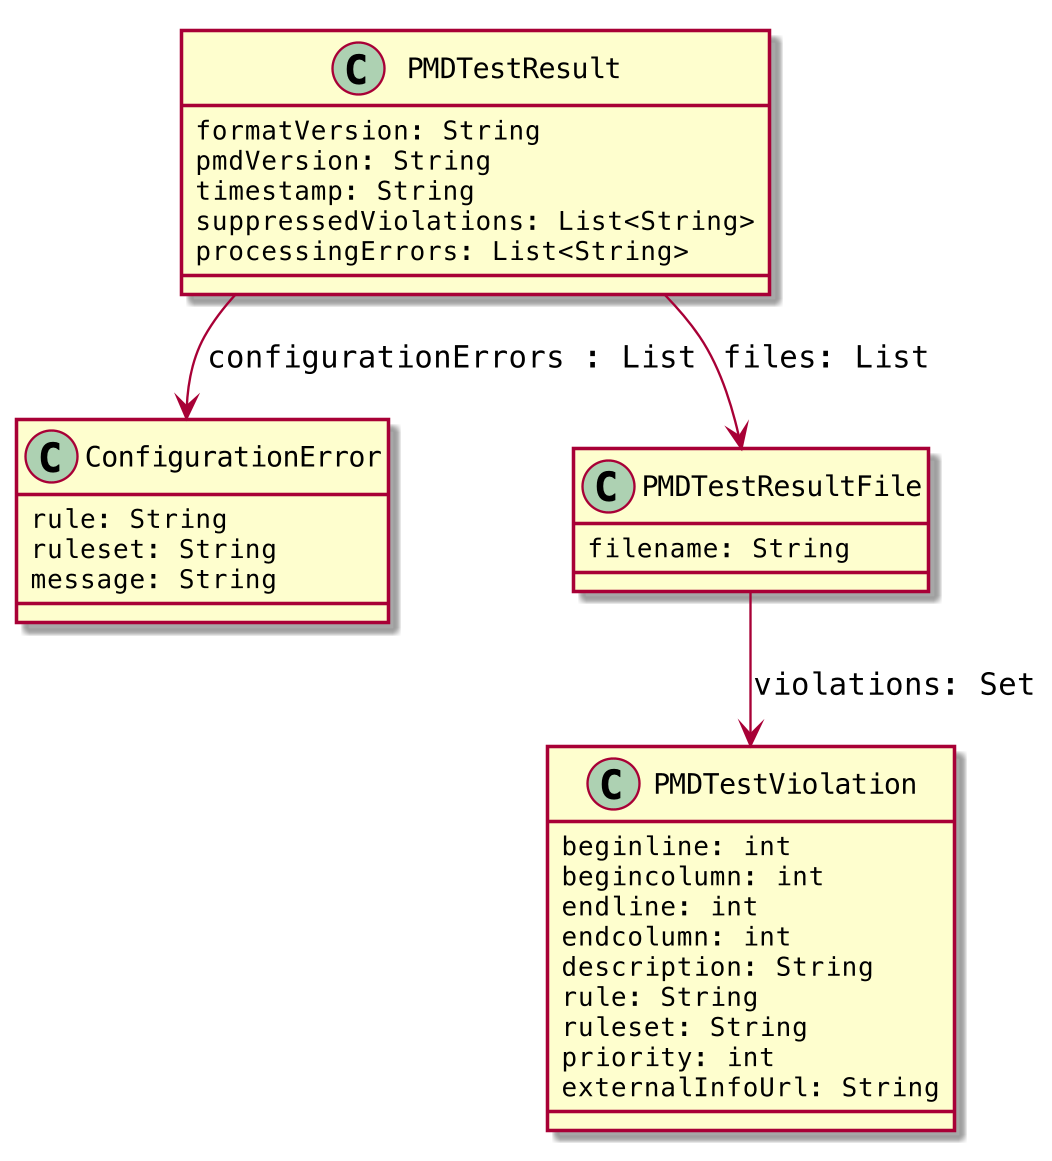 C PMDTestResult
formatVersion: String
pmdVersion: String
timestamp: String
suppressedViolations: List<String>
processingErrors: List<String>
configurationErrors : List
files: List
C ConfigurationError
rule: String
ruleset: String
message: String
C PMDTestResultFile
filename: String
violations: Set
C PMDTestViolation
beginline: int
begincolumn: int
endline: int
endcolumn: int
description: String
rule: String
ruleset: String
priority: int
externalInfoUrl: String